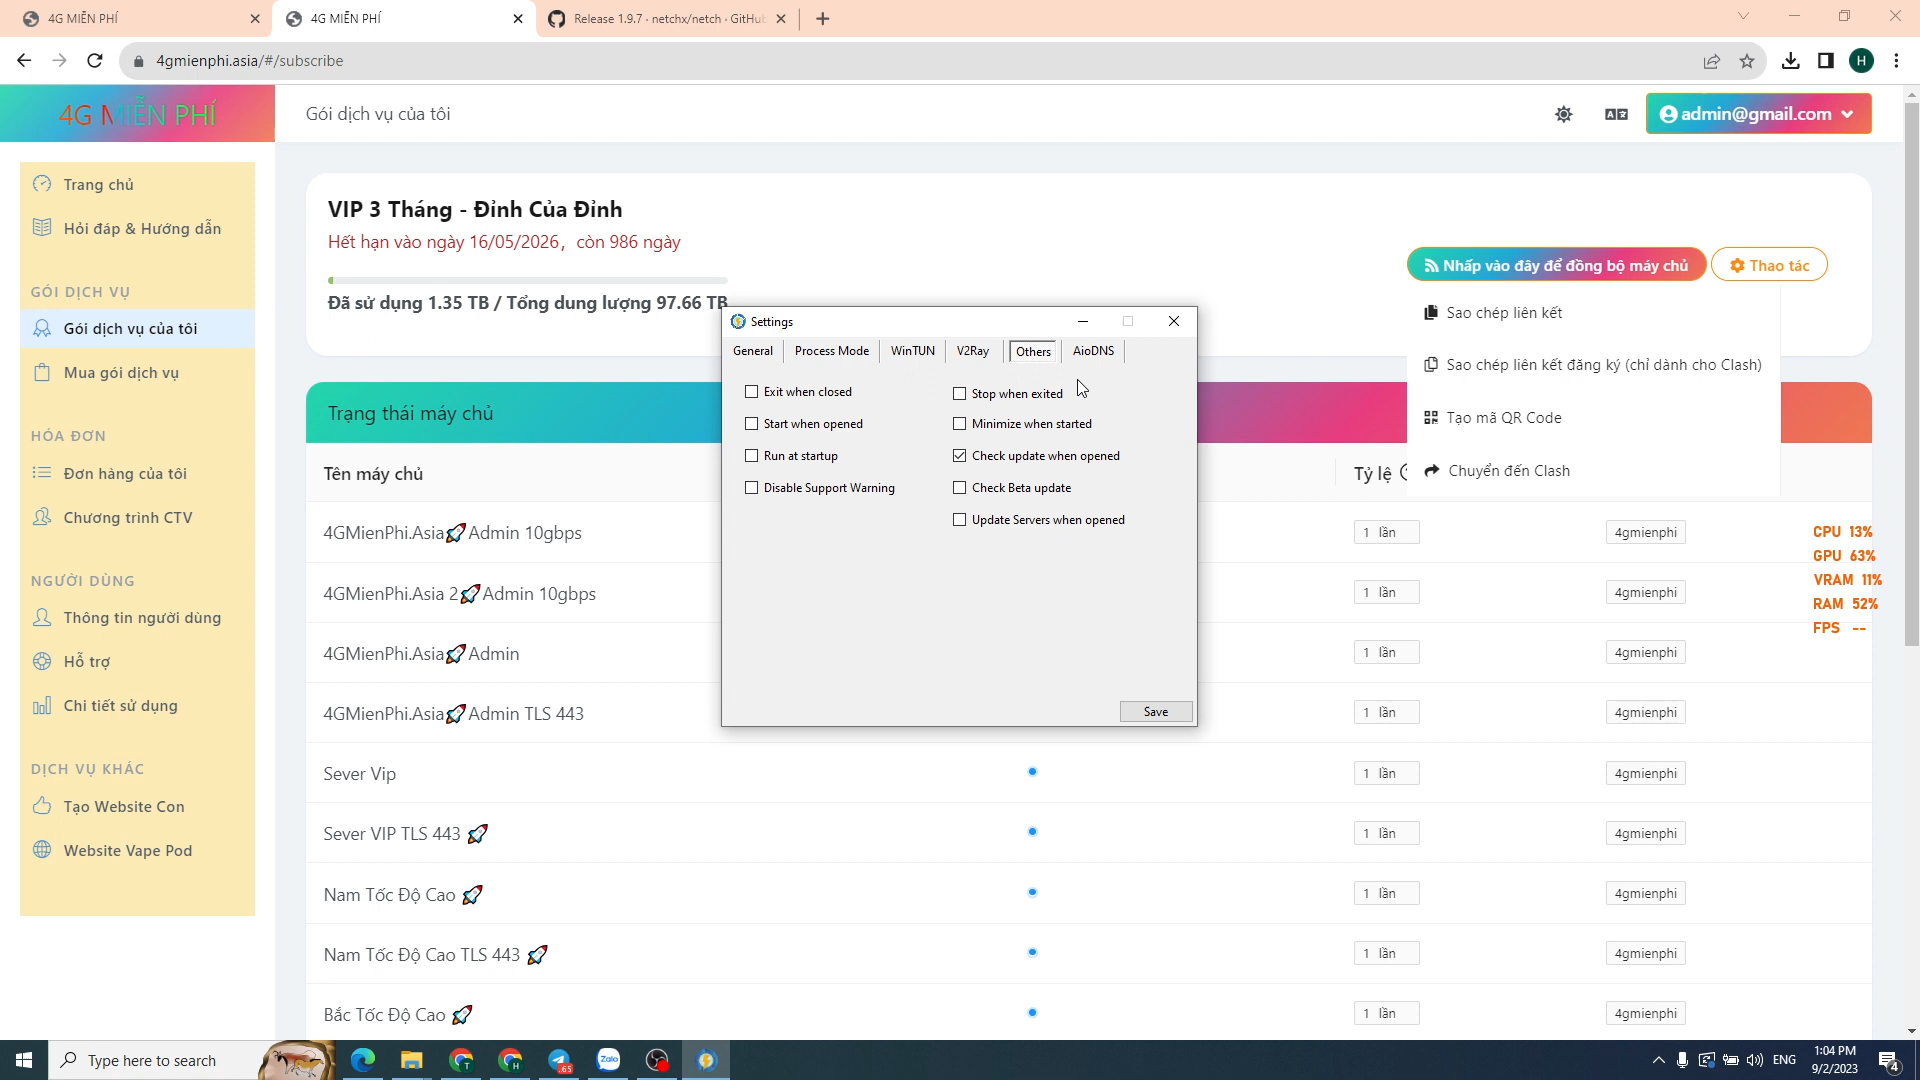 4G MIỄN PHÍ
4G MIỄN PHÍ
Release 1.9.7 · netchx/netch · GitHub
4gmienphi.asia/#/subscribe
H
4G MIỄN PHÍ
Gói dịch vụ của tôi
admin@gmail.com
Trang chủ
Hỏi đáp & Hướng dẫn
GÓI DỊCH VỤ
Gói dịch vụ của tôi
Mua gói dịch vụ
HÓA ĐƠN
Đơn hàng của tôi
Chương trình CTV
NGƯỜI DÙNG
Thông tin người dùng
Hỗ trợ
Chi tiết sử dụng
DỊCH VỤ KHÁC
Tạo Website Con
Website Vape Pod
VIP 3 Tháng - Đỉnh Của Đỉnh
Hết hạn vào ngày 16/05/2026，còn 986 ngày
Đã sử dụng 1.35 TB / Tổng dung lượng 97.66 TB
Nhấp vào đây để đồng bộ máy chủ
Thao tác
Sao chép liên kết
Sao chép liên kết đăng ký (chỉ dành cho Clash)
Tạo mã QR Code
Chuyển đến Clash
Settings
General
Process Mode
WinTUN
V2Ray
Others
AioDNS
Exit when closed
Stop when exited
Start when opened
Minimize when started
Run at startup
Check update when opened
Disable Support Warning
Check Beta update
Update Servers when opened
Save
Trạng thái máy chủ
Tên máy chủ
Tỷ lệ
4GMienPhi.Asia🚀Admin 10gbps
1 lần
4gmienphi
4GMienPhi.Asia 2🚀Admin 10gbps
1 lần
4gmienphi
4GMienPhi.Asia🚀Admin
1 lần
4gmienphi
4GMienPhi.Asia🚀Admin TLS 443
1 lần
4gmienphi
Sever Vip
1 lần
4gmienphi
Sever VIP TLS 443 🚀
1 lần
4gmienphi
Nam Tốc Độ Cao 🚀
1 lần
4gmienphi
Nam Tốc Độ Cao TLS 443 🚀
1 lần
4gmienphi
Bắc Tốc Độ Cao 🚀
1 lần
4gmienphi
CPU 13%
GPU 63%
VRAM 11%
RAM 52%
FPS --
Type here to search
T
H
65
Zalo
ENG
1:04 PM
9/2/2023
4